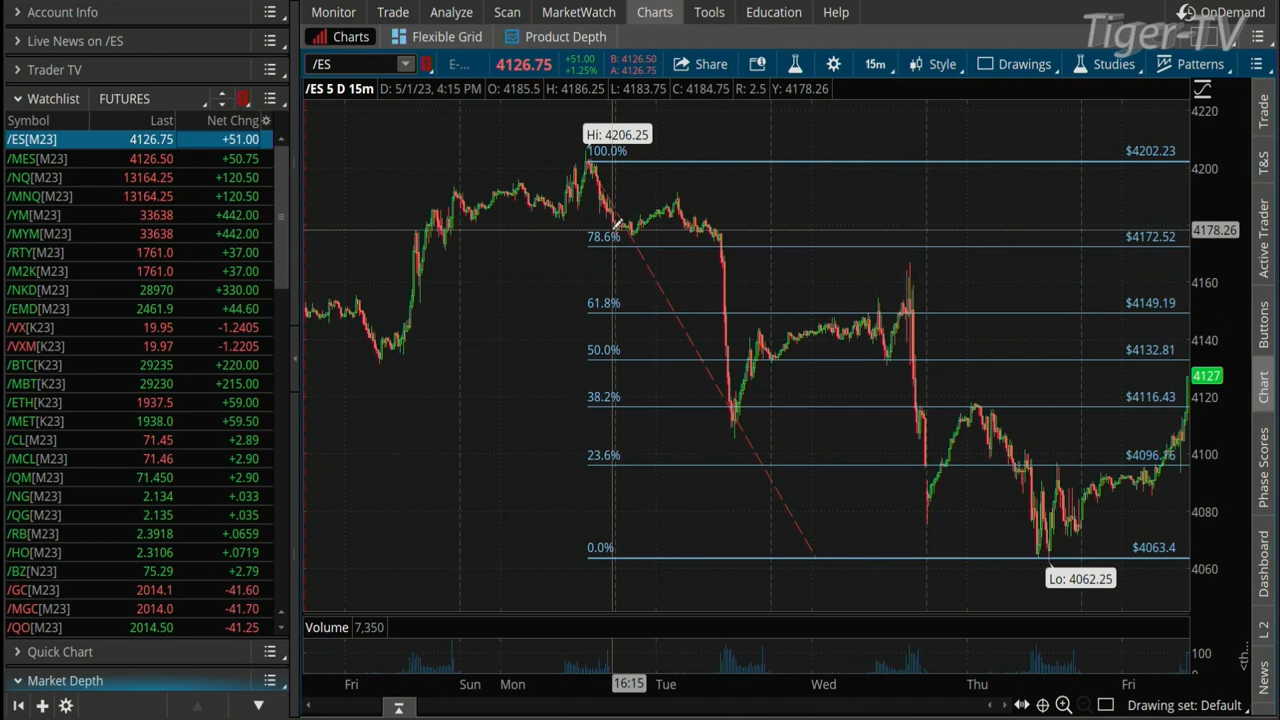 Account Info
Monitor Trade Analyze Scan MarketWatch Charts Tools Education Help OnDemand
Tiger-TV
Live News on /ES
Charts Flexible Grid Product Depth
Trader TV
/ES E-... 4126.75 +51.00 +1.25% B: 4126.50 A: 4126.75 Share 15m Style Drawings Studies Patterns
Watchlist FUTURES
/ES 5 D 15m D: 5/1/23, 4:15 PM O: 4185.5 H: 4186.25 L: 4183.75 C: 4184.75 R: 2.5 Y: 4178.26
Symbol Last Net Chng
/ES[M23] 4126.75 +51.00
/MES[M23] 4126.50 +50.75
/NQ[M23] 13164.25 +120.50
/MNQ[M23] 13164.25 +120.50
/YM[M23] 33638 +442.00
/MYM[M23] 33638 +442.00
/RTY[M23] 1761.0 +37.00
/M2K[M23] 1761.0 +37.00
/NKD[M23] 28970 +330.00
/EMD[M23] 2461.9 +44.60
/VX[K23] 19.95 -1.2405
/VXM[K23] 19.97 -1.2205
/BTC[K23] 29235 +220.00
/MBT[K23] 29230 +215.00
/ETH[K23] 1937.5 +59.00
/MET[K23] 1938.0 +59.50
/CL[M23] 71.45 +2.89
/MCL[M23] 71.46 +2.90
/QM[M23] 71.450 +2.90
/NG[M23] 2.134 +.033
/QG[M23] 2.135 +.035
/RB[M23] 2.3918 +.0659
/HO[M23] 2.3106 +.0719
/BZ[N23] 75.29 +2.79
/GC[M23] 2014.1 -41.60
/MGC[M23] 2014.0 -41.60
/QO[M23] 2014.50 -41.25
Quick Chart
Market Depth
Hi: 4206.25
100.0% $4202.23
78.6% $4172.52
61.8% $4149.19
50.0% $4132.81
38.2% $4116.43
23.6% $4096.16
0.0% $4063.4
Lo: 4062.25
4220
4200
4178.26
4160
4140
4127
4120
4100
4080
4060
Volume 7,350
100
0
<th...
Fri Sun Mon 16:15 Tue Wed Thu Fri
Drawing set: Default
Trade
T&S
Active Trader
Buttons
Chart
Phase Scores
Dashboard
L 2
News